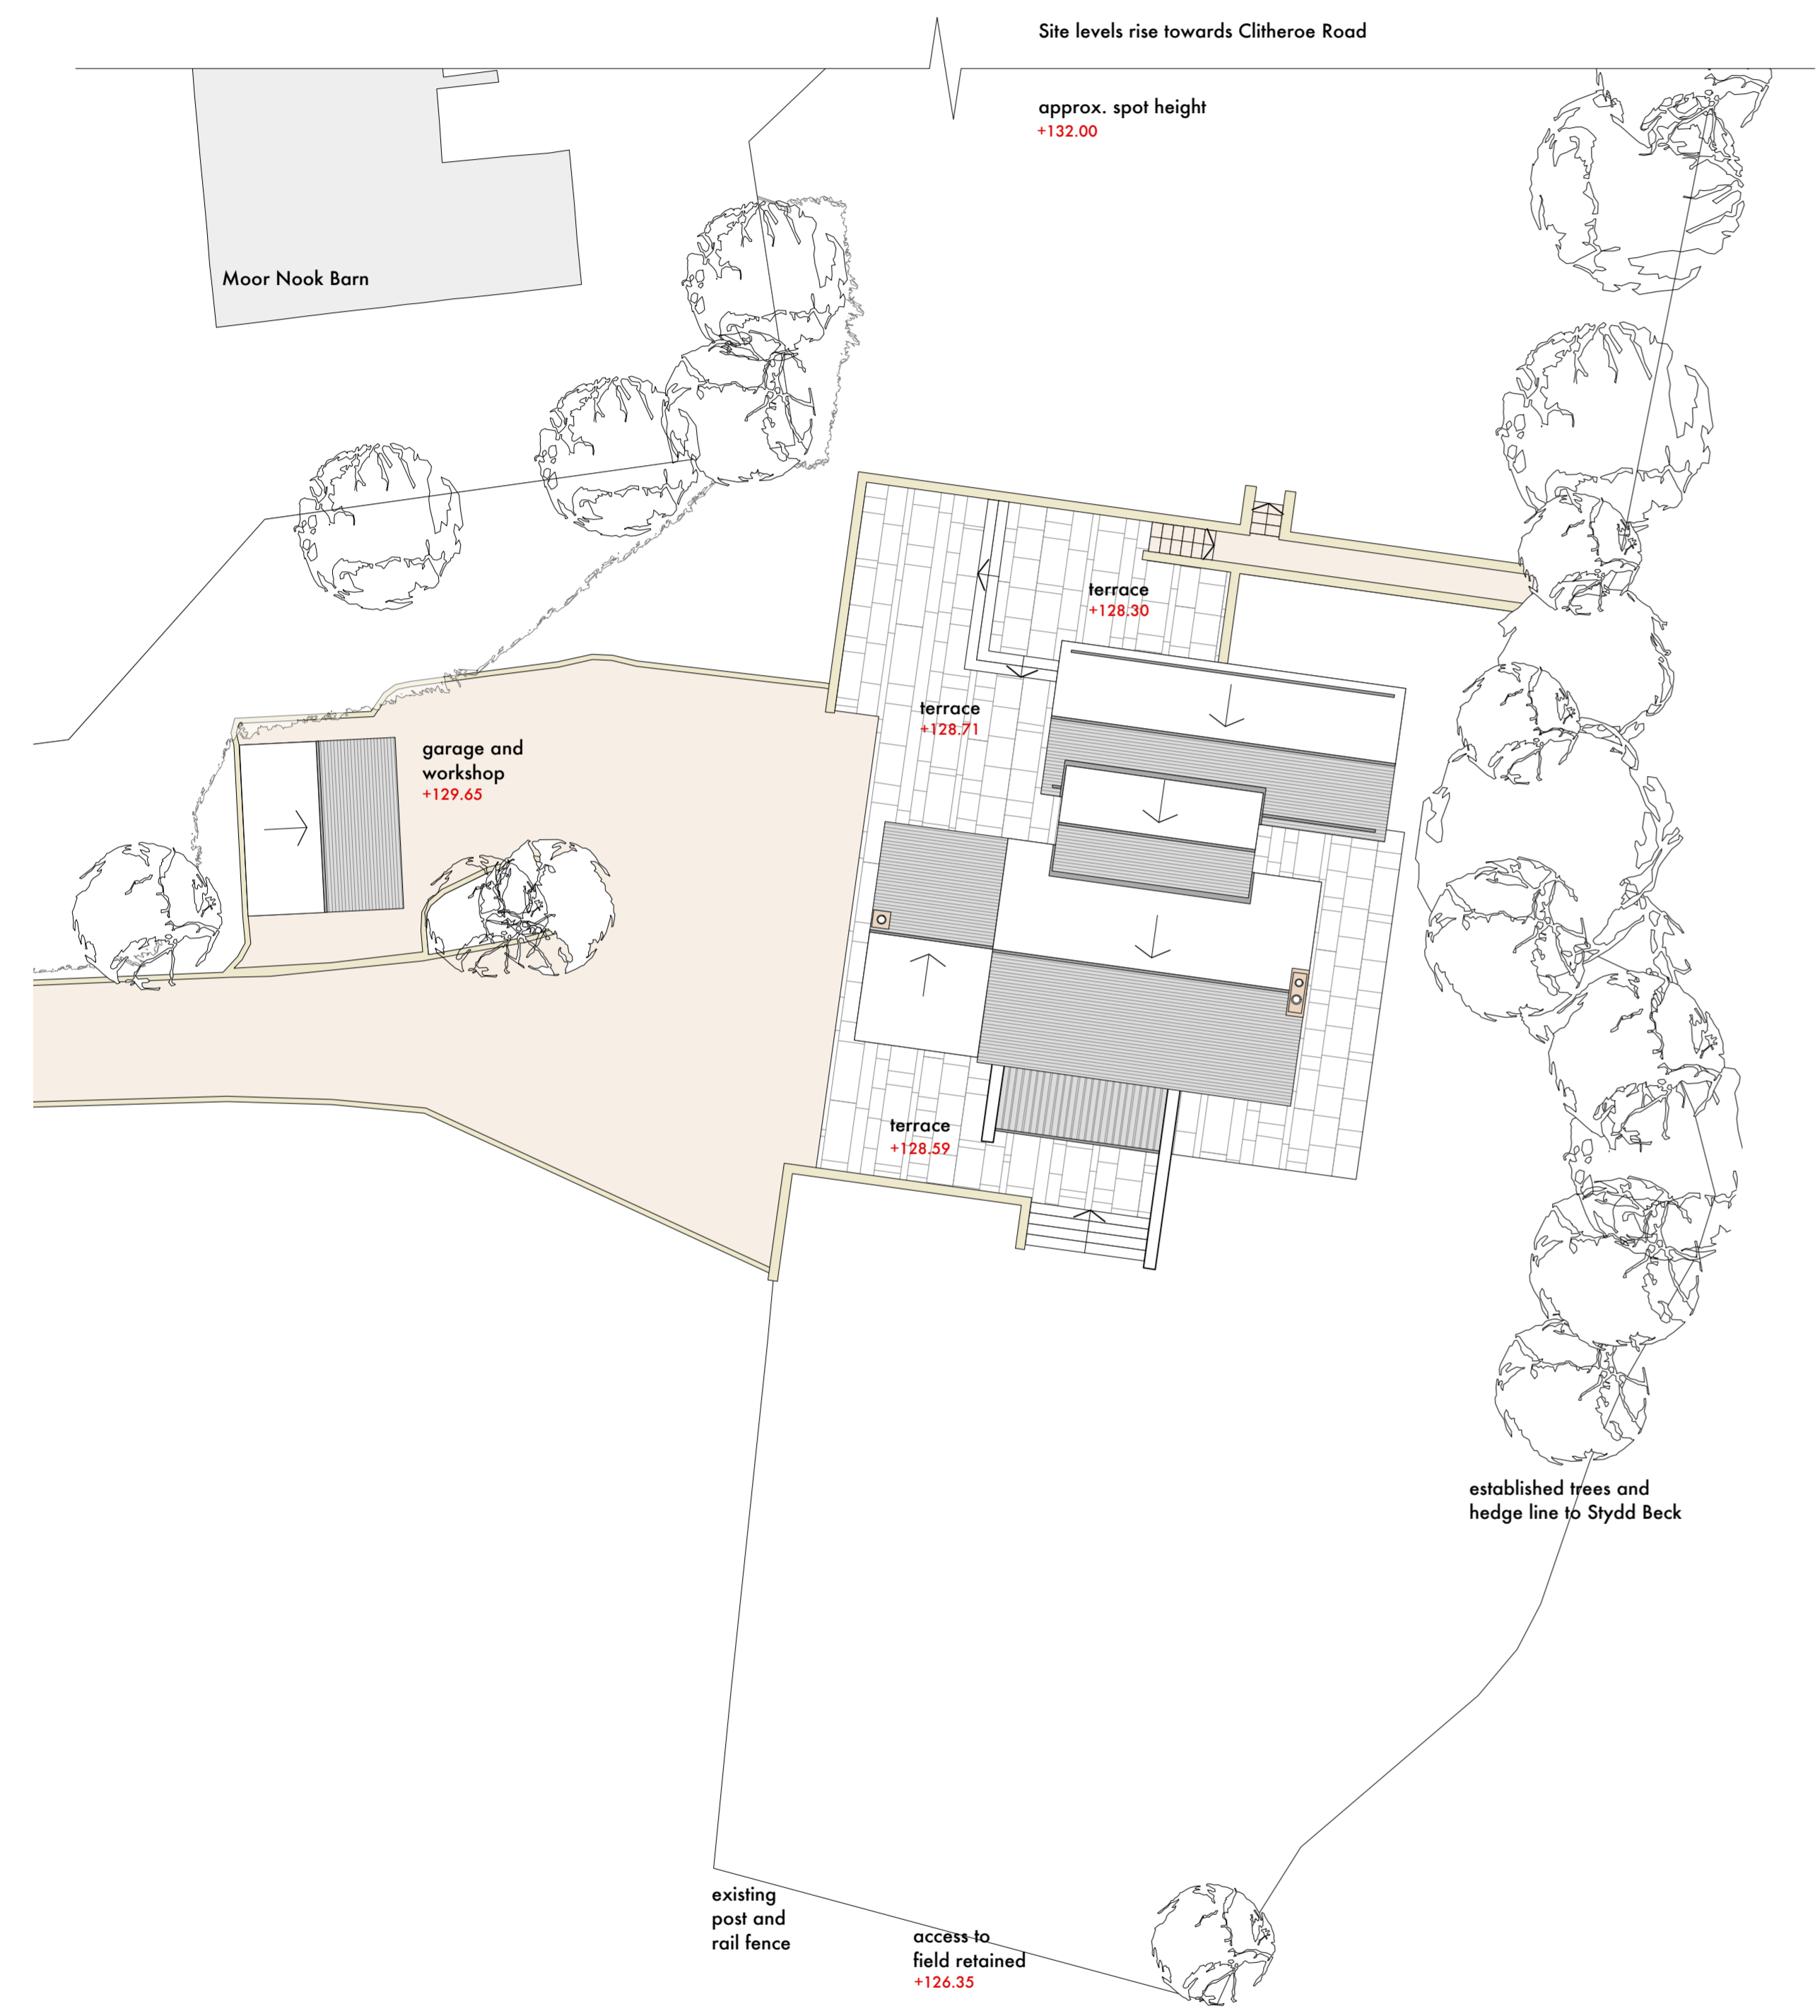 Site levels rise towards Clitheroe Road
approx. spot height
+132.00
Moor Nook Barn
terrace
+128.30
terrace
+128.71
garage and
workshop
+129.65
terrace
+128.59
established trees and
hedge line to Stydd Beck
existing
post and
rail fence
access to
field retained
+126.35